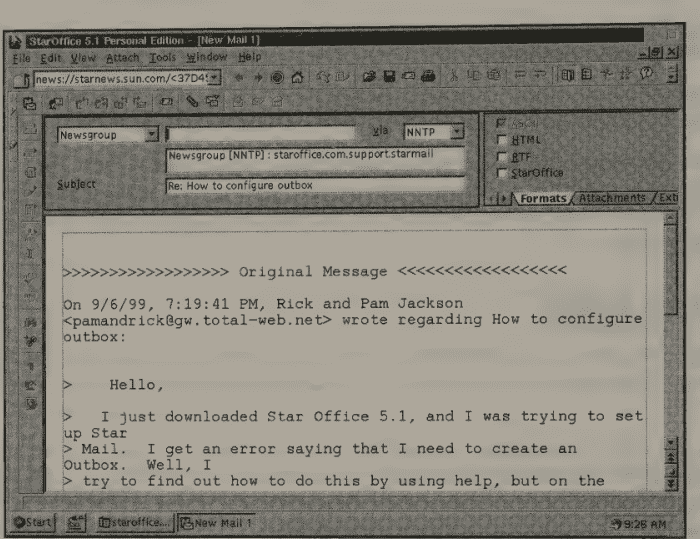 StarOffice 5.1 Personal Edition - [New Mail 1]
File Edit View Attach Tools Window Help
news://starnews.sun.com/<37D4
Newsgroup via NNTP
Newsgroup [NNTP] : staroffice.com.support.starmail
Subject Re: How to configure outbox
ASCII
HTML
RTF
StarOffice
Formats Attachments Ext
>>>>>>>>>>>>>>>>>> Original Message <<<<<<<<<<<<<<<<<<
On 9/6/99, 7:19:41 PM, Rick and Pam Jackson
<pamandrick@gw.total-web.net> wrote regarding How to configure
outbox:
> Hello,
> I just downloaded Star Office 5.1, and I was trying to set
up Star
> Mail. I get an error saying that I need to create an
Outbox. Well, I
> try to find out how to do this by using help, but on the
Start staroffice... New Mail 1 9:26 AM